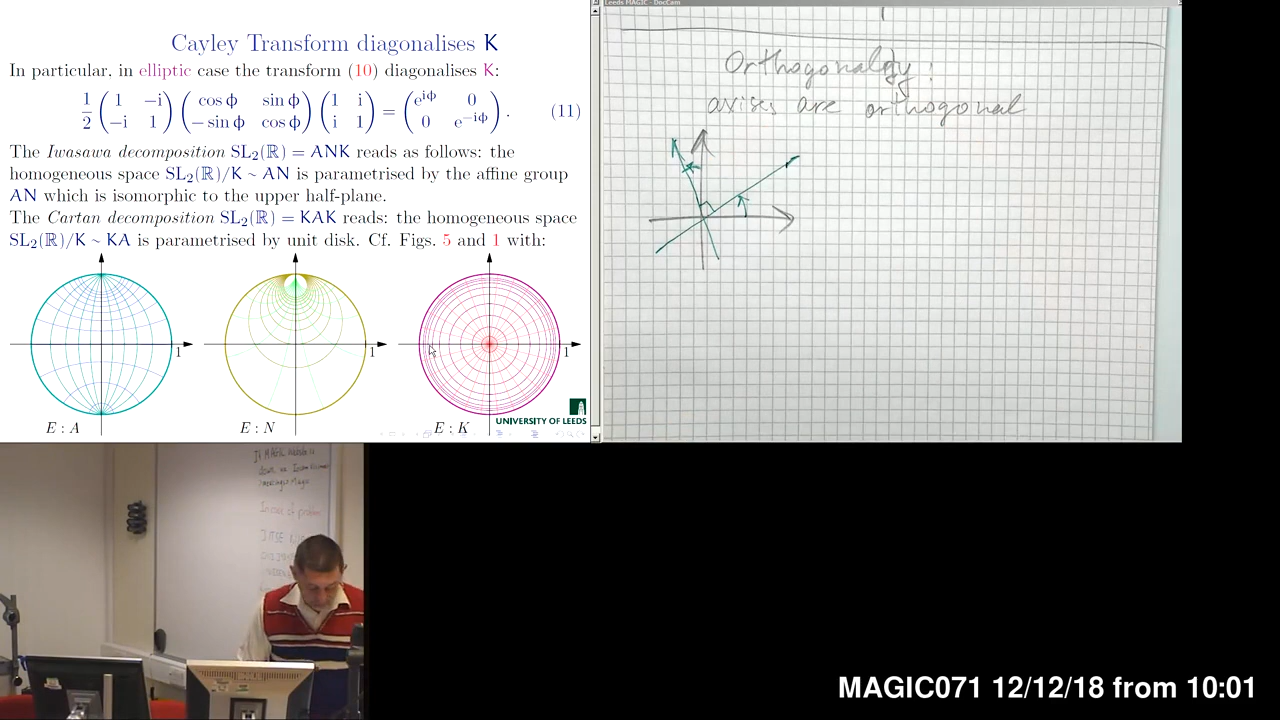 Cayley Transform diagonalises K
In particular, in elliptic case the transform (10) diagonalises K:
1/2 ( 1 −i ; −i 1 ) ( cos ϕ sin ϕ ; − sin ϕ cos ϕ ) ( 1 i ; i 1 ) = ( e^{iϕ} 0 ; 0 e^{−iϕ} ). (11)
The Iwasawa decomposition SL₂(ℝ) = ANK reads as follows: the
homogeneous space SL₂(ℝ)/K ~ AN is parametrised by the affine group
AN which is isomorphic to the upper half-plane.
The Cartan decomposition SL₂(ℝ) = KAK reads: the homogeneous space
SL₂(ℝ)/K ~ KA is parametrised by unit disk. Cf. Figs. 5 and 1 with:
1
1
1
E : A
E : N
E : K
UNIVERSITY OF LEEDS
Leeds MAGIC - DocCam
Orthogonality:
axises are orthogonal
MAGIC071 12/12/18 from 10:01